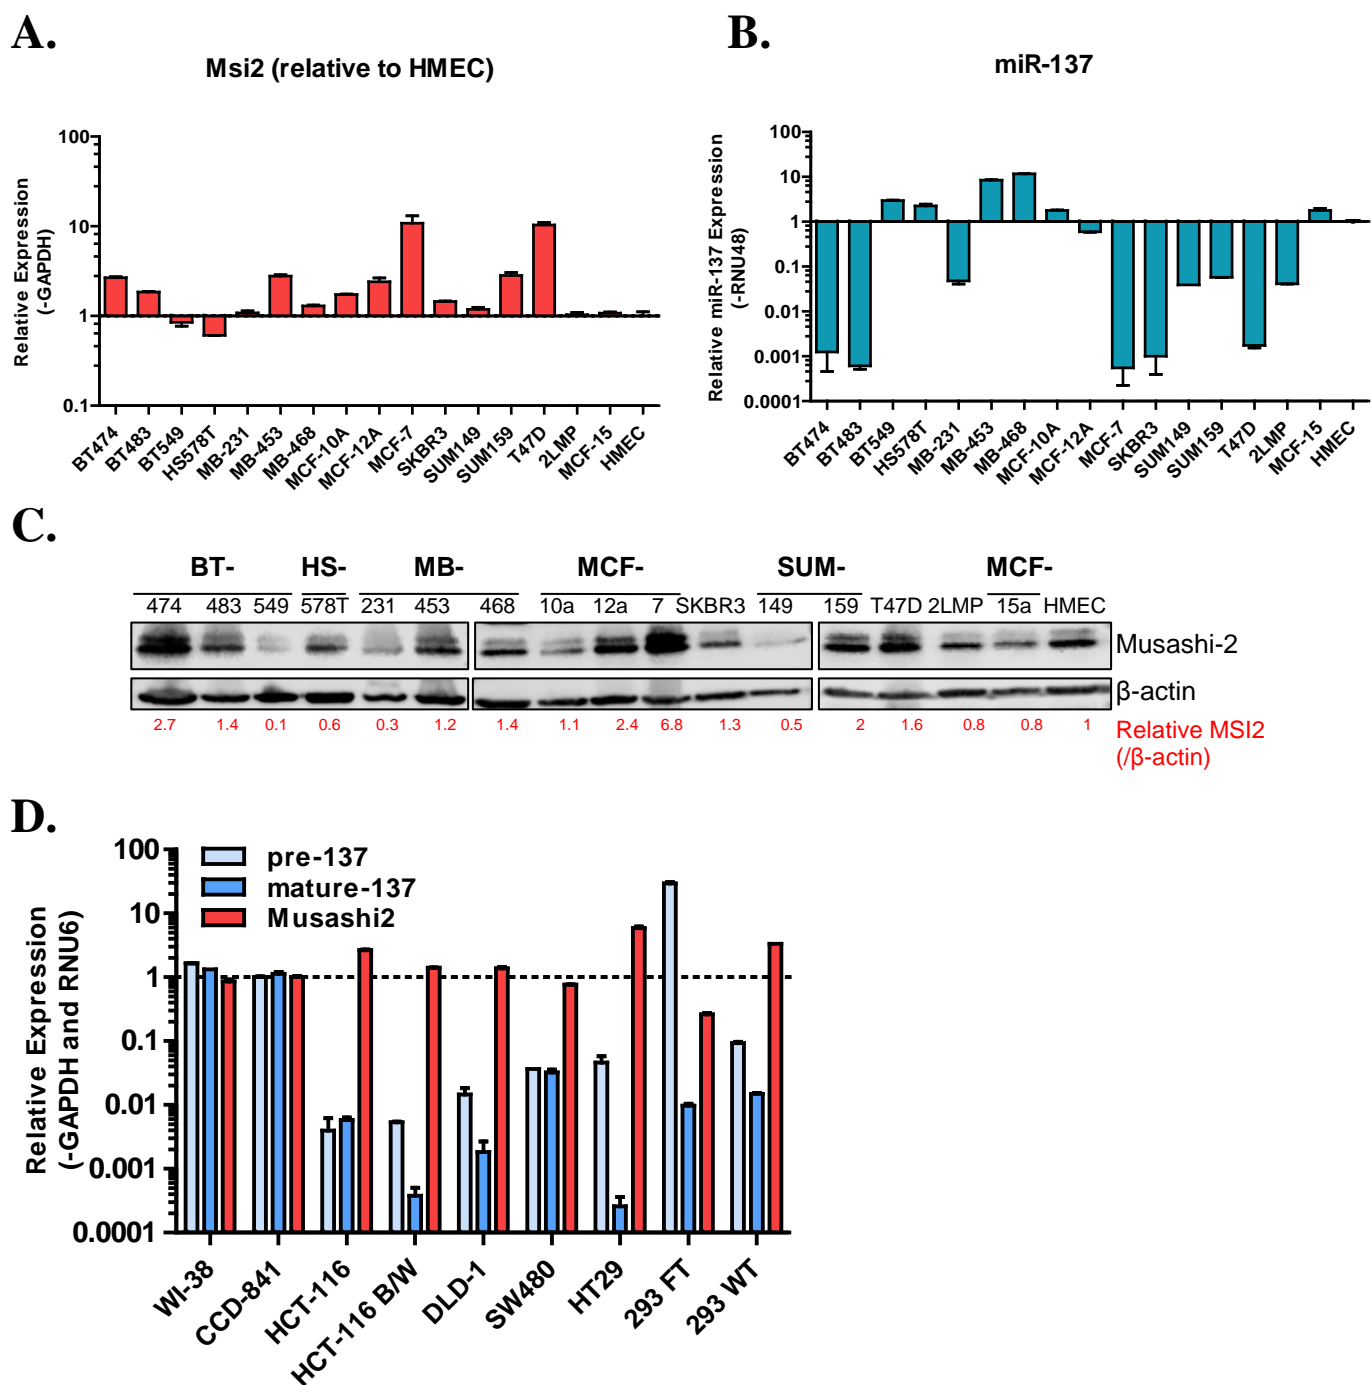 A.
Msi2 (relative to HMEC)
Relative Expression
(-GAPDH)
100
10
1
0.1
BT474
BT483
BT549
HS578T
MB-231
MB-453
MB-468
MCF-10A
MCF-12A
MCF-7
SKBR3
SUM149
SUM159
T47D
2LMP
MCF-15
HMEC
B.
miR-137
Relative miR-137 Expression
(-RNU48)
100
10
1
0.1
0.01
0.001
0.0001
BT474
BT483
BT549
HS578T
MB-231
MB-453
MB-468
MCF-10A
MCF-12A
MCF-7
SKBR3
SUM149
SUM159
T47D
2LMP
MCF-15
HMEC
C.
BT- HS- MB- MCF- SUM- MCF-
474 483 549 578T 231 453 468 10a 12a 7 SKBR3 149 159 T47D 2LMP 15a HMEC
Musashi-2
β-actin
2.7 1.4 0.1 0.6 0.3 1.2 1.4 1.1 2.4 6.8 1.3 0.5 2 1.6 0.8 0.8 1
Relative MSI2
(/β-actin)
D.
Relative Expression
(-GAPDH and RNU6)
100
10
1
0.1
0.01
0.001
0.0001
pre-137
mature-137
Musashi2
WI-38
CCD-841
HCT-116
HCT-116 B/W
DLD-1
SW480
HT29
293 FT
293 WT